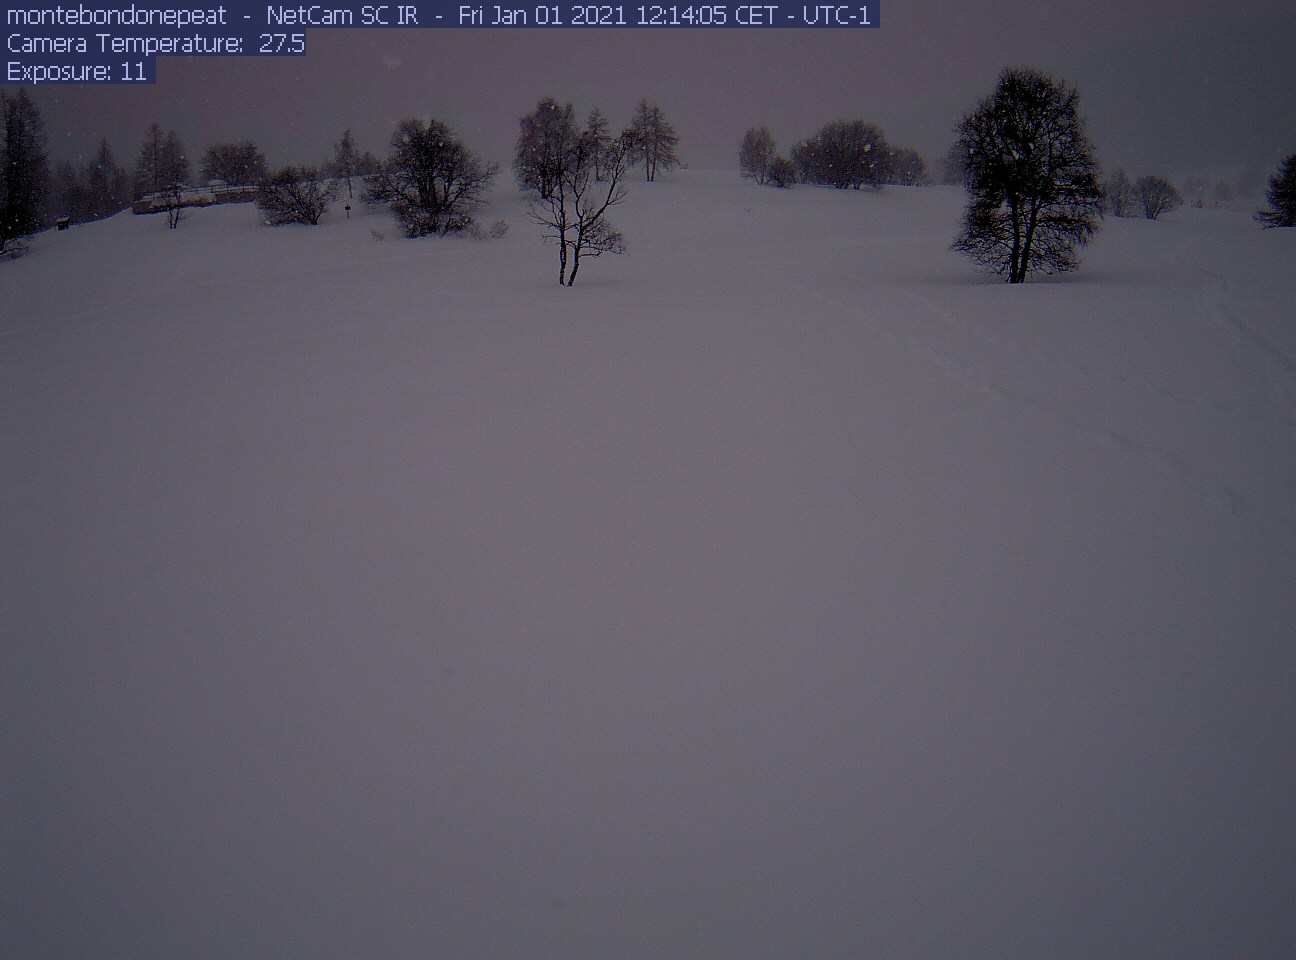 montebondonepeat - NetCam SC IR - Fri Jan 01 2021 12:14:05 CET - UTC-1
Camera Temperature: 27.5
Exposure: 11